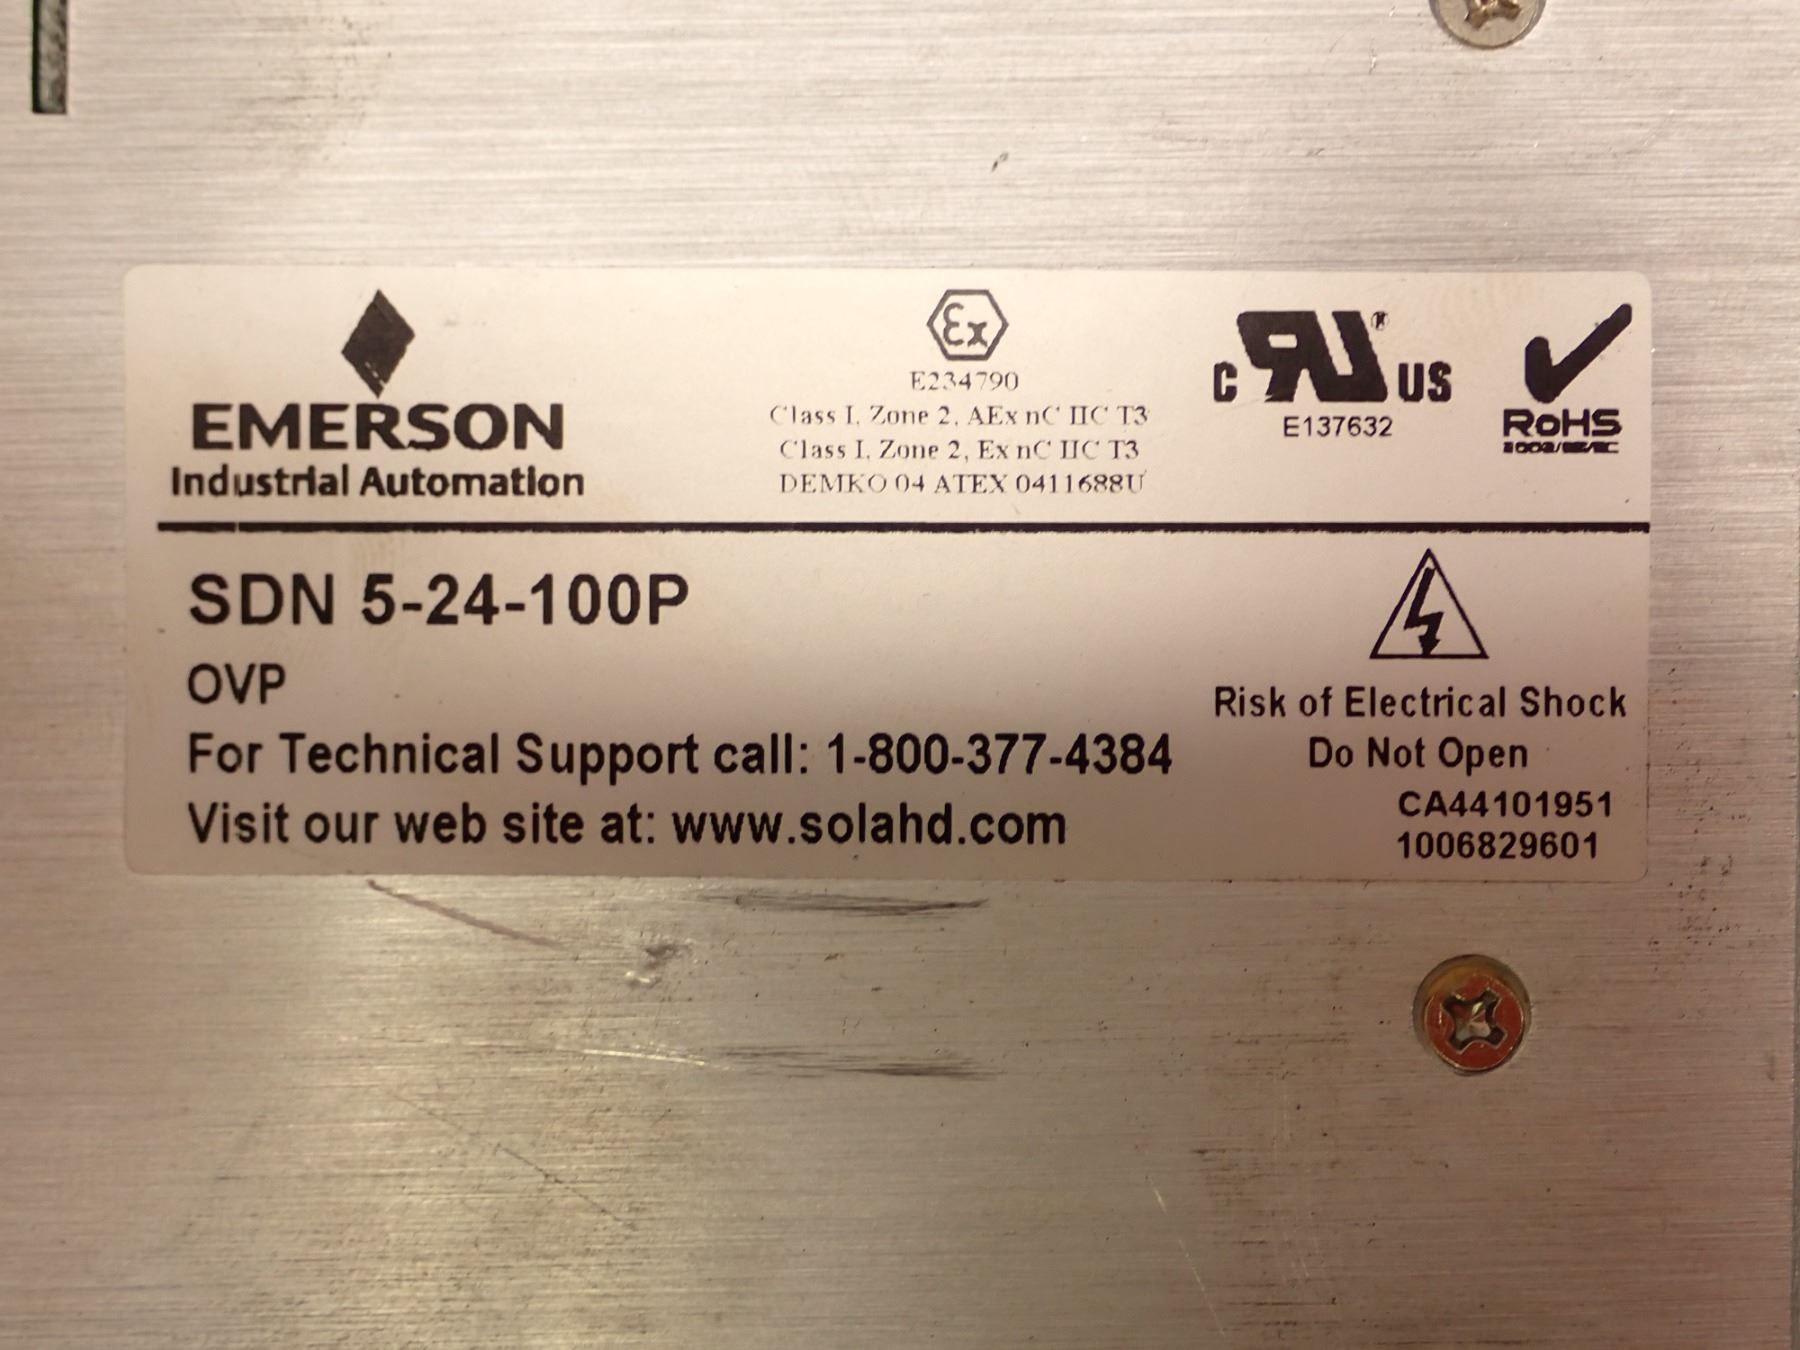 EMERSON
Industrial Automation
Ex
E234790
Class I, Zone 2, AEx nC IIC T3
Class I, Zone 2, Ex nC IIC T3
DEMKO 04 ATEX 0411688U
c RU ® US
E137632
RoHS
SDN 5-24-100P
OVP
For Technical Support call: 1-800-377-4384
Visit our web site at: www.solahd.com
Risk of Electrical Shock
Do Not Open
CA44101951
1006829601